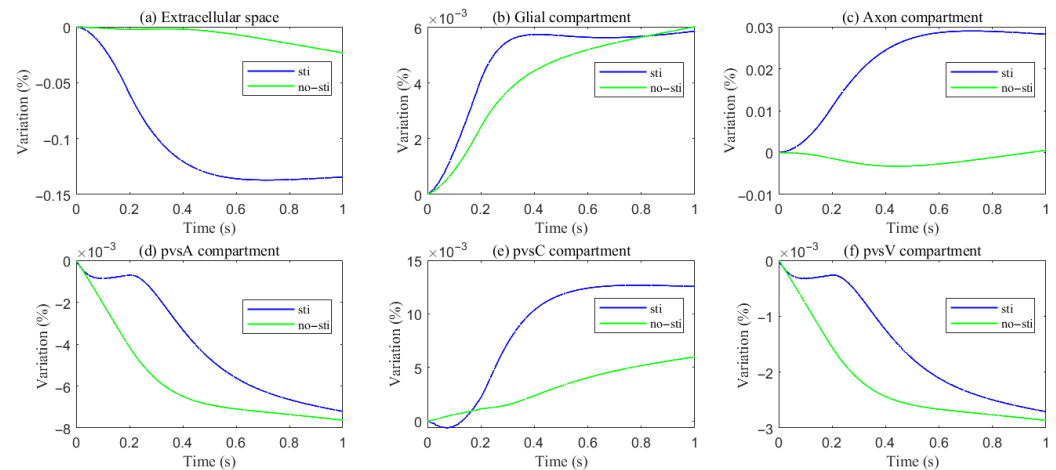 (a) Extracellular space
0
−0.05
−0.1
−0.15
Variation (%)
sti
no−sti
0 0.2 0.4 0.6 0.8 1
Time (s)
(b) Glial compartment
×10−3
6
4
2
0
Variation (%)
sti
no−sti
0 0.2 0.4 0.6 0.8 1
Time (s)
(c) Axon compartment
0.03
0.02
0.01
0
−0.01
Variation (%)
sti
no−sti
0 0.2 0.4 0.6 0.8 1
Time (s)
(d) pvsA compartment
×10−3
0
−2
−4
−6
−8
Variation (%)
sti
no−sti
0 0.2 0.4 0.6 0.8 1
Time (s)
(e) pvsC compartment
×10−3
15
10
5
0
Variation (%)
sti
no−sti
0 0.2 0.4 0.6 0.8 1
Time (s)
(f) pvsV compartment
×10−3
0
−1
−2
−3
Variation (%)
sti
no−sti
0 0.2 0.4 0.6 0.8 1
Time (s)